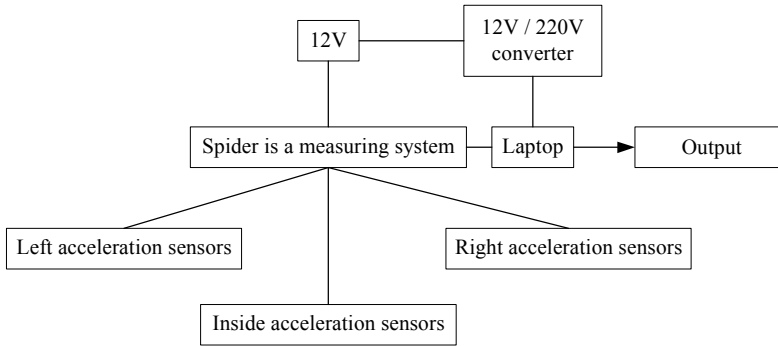 12V
12V / 220V
converter
Spider is a measuring system
Laptop
Output
Left acceleration sensors
Right acceleration sensors
Inside acceleration sensors